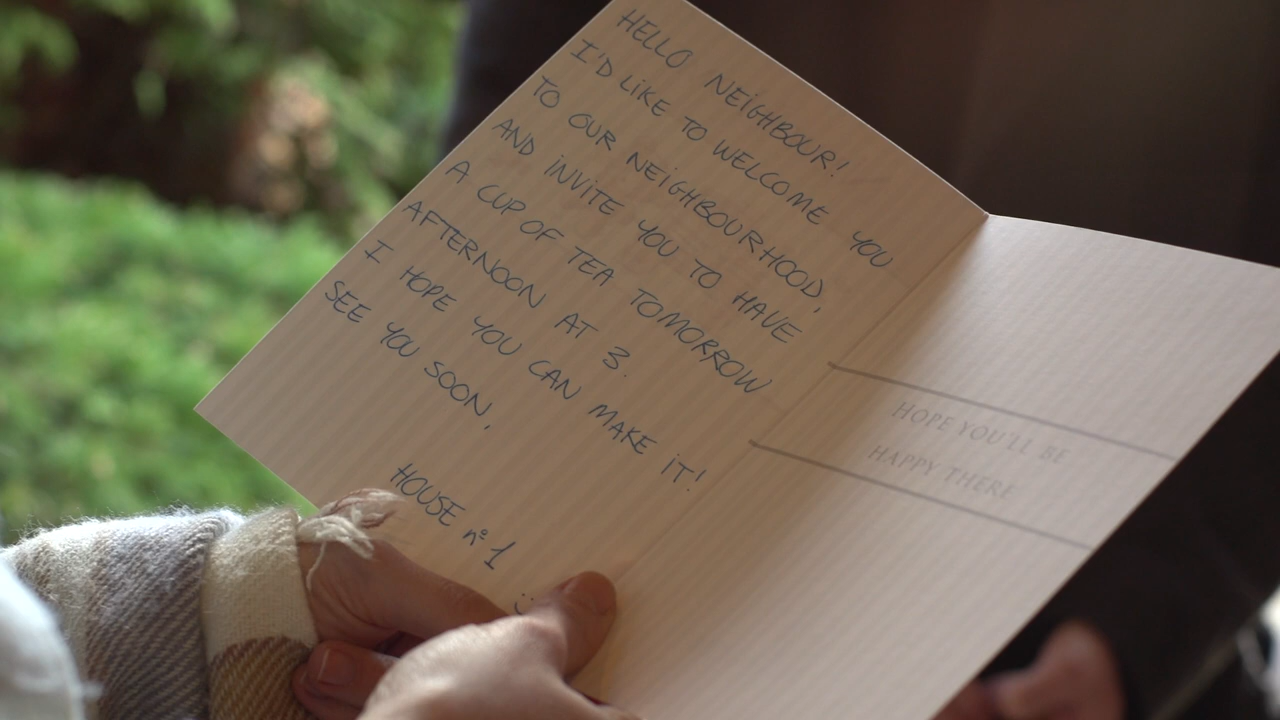 HELLO NEIGHBOUR!
I'D LIKE TO WELCOME YOU
TO OUR NEIGHBOURHOOD,
AND INVITE YOU TO HAVE
A CUP OF TEA TOMORROW
AFTERNOON AT 3.
I HOPE YOU CAN MAKE IT!
SEE YOU SOON,
HOUSE nº1
HOPE YOU'LL BE
HAPPY THERE